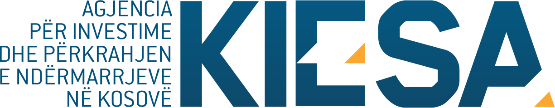 AGJENCIA
PËR INVESTIME
DHE PËRKRAHJEN
E NDËRMARRJEVE
NË KOSOVË
KIESA